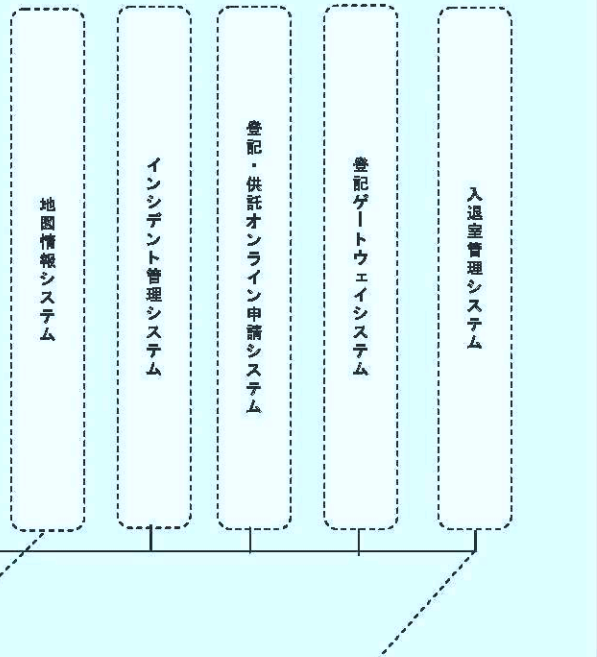 地図情報システム
インシデント管理システム
登記・供託オンライン申請システム
登記ゲートウェイシステム
入退室管理システム